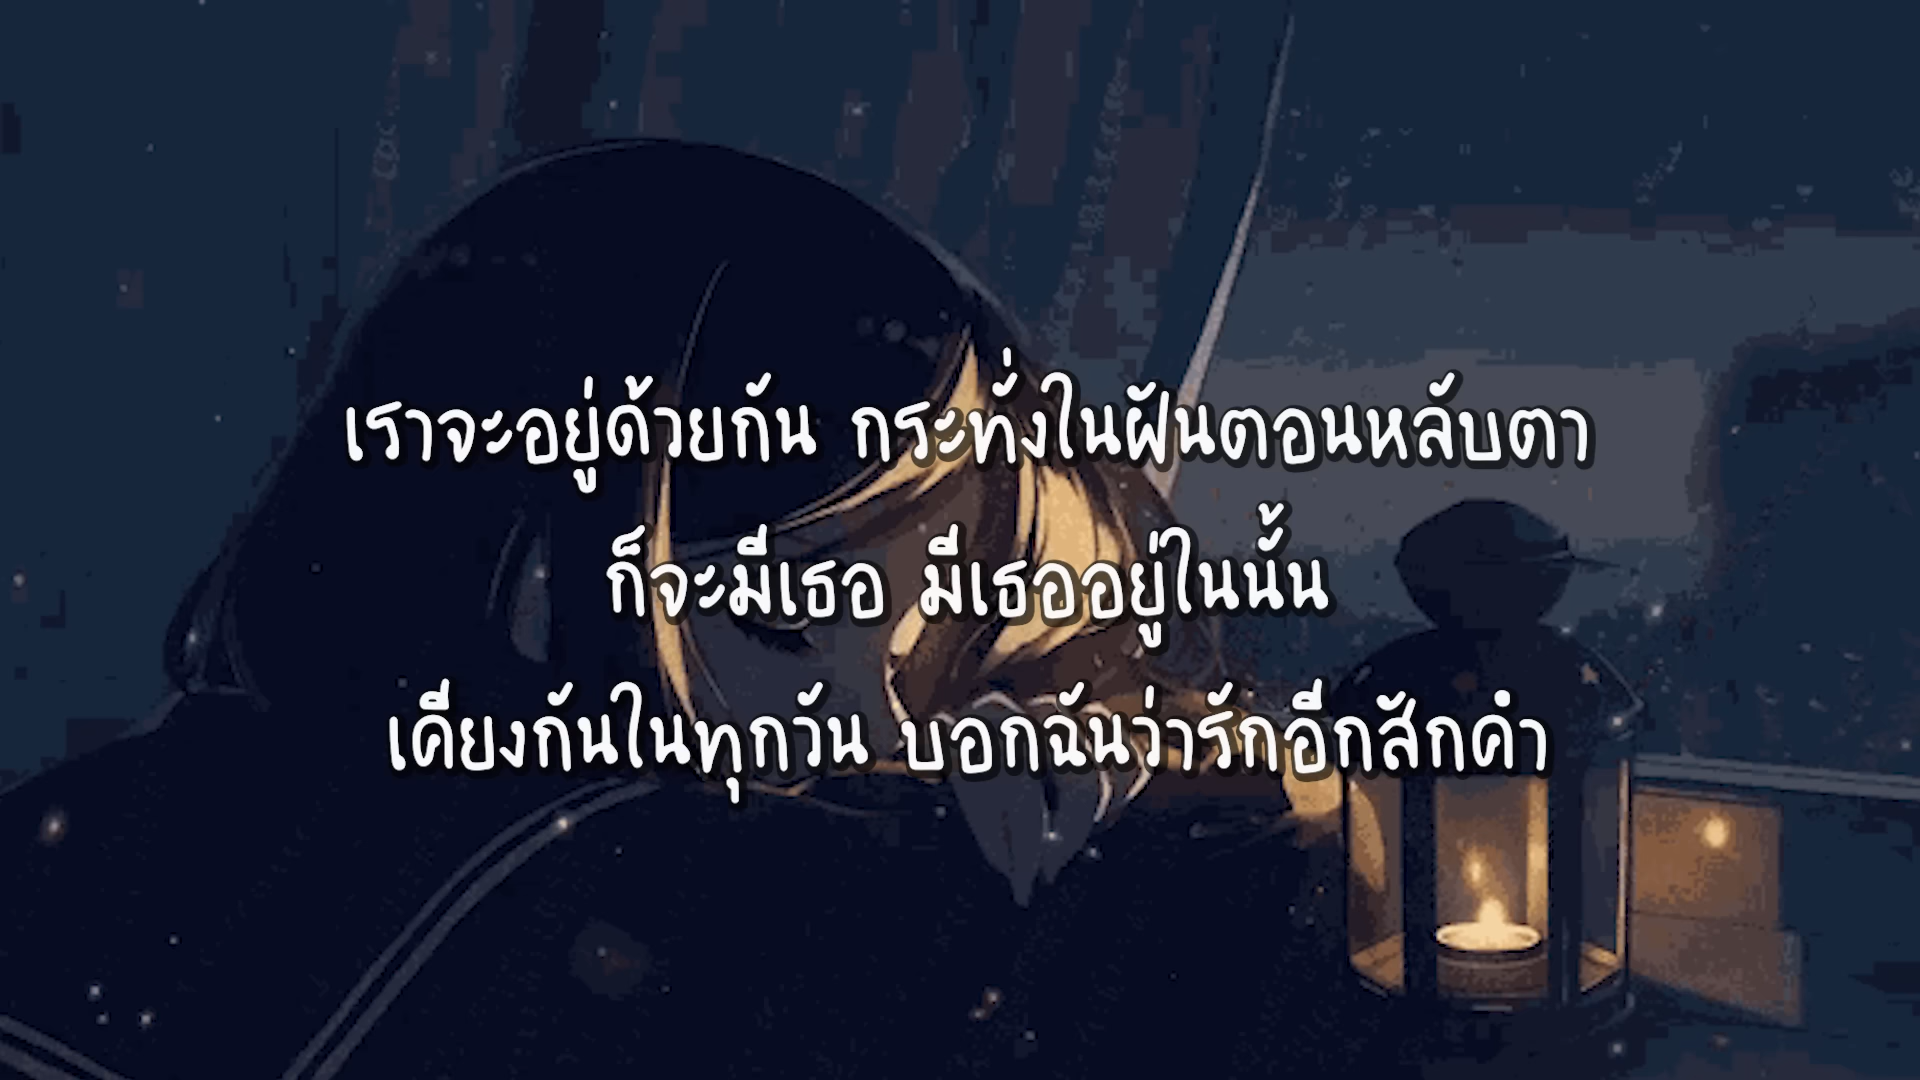 เราจะอยู่ด้วยกัน กระทั่งในฝันตอนหลับตา
ก็จะมีเธอ มีเธออยู่ในนั้น
เคียงกันในทุกวัน บอกฉันว่ารักอีกสักคำ